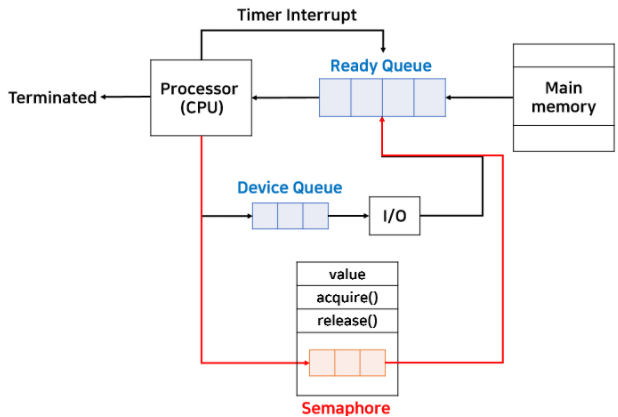 Timer Interrupt
Ready Queue
Processor
(CPU)
Main
memory
Terminated
Device Queue
I/O
value
acquire()
release()
Semaphore